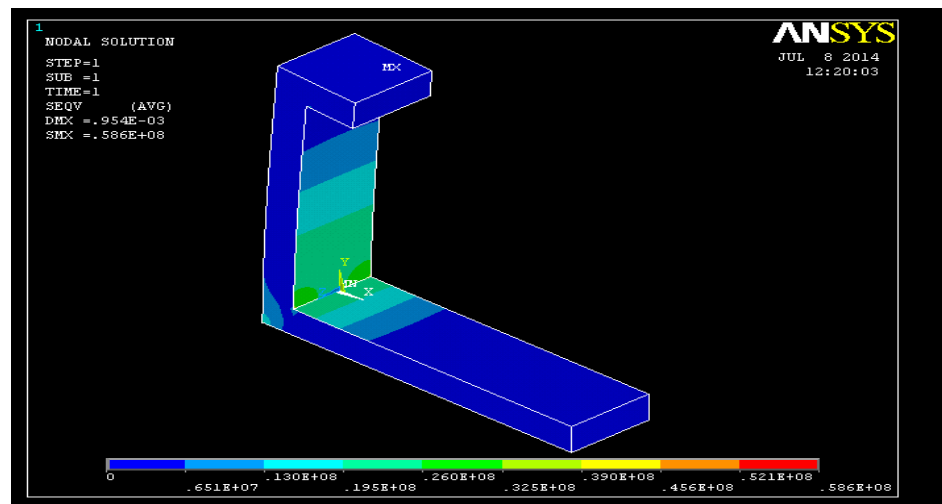 1
ANSYS
NODAL SOLUTION
JUL 8 2014
12:20:03
STEP=1
SUB =1
TIME=1
SEQV (AVG)
DMX =.954E-03
SMX =.586E+08
MX
Y
MN
X
0 .130E+08 .260E+08 .390E+08 .521E+08
.651E+07 .195E+08 .325E+08 .456E+08 .586E+08